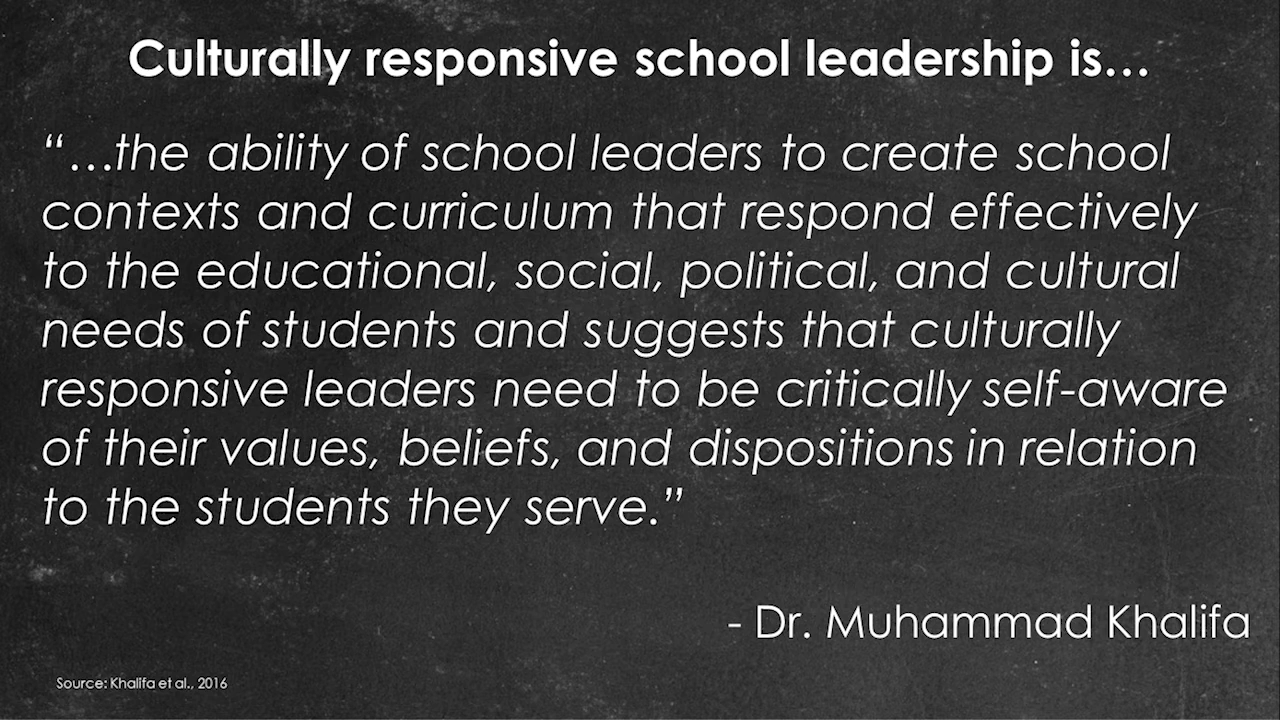 Culturally responsive school leadership is…
“…the ability of school leaders to create school
contexts and curriculum that respond effectively
to the educational, social, political, and cultural
needs of students and suggests that culturally
responsive leaders need to be critically self-aware
of their values, beliefs, and dispositions in relation
to the students they serve.”
- Dr. Muhammad Khalifa
Source: Khalifa et al., 2016